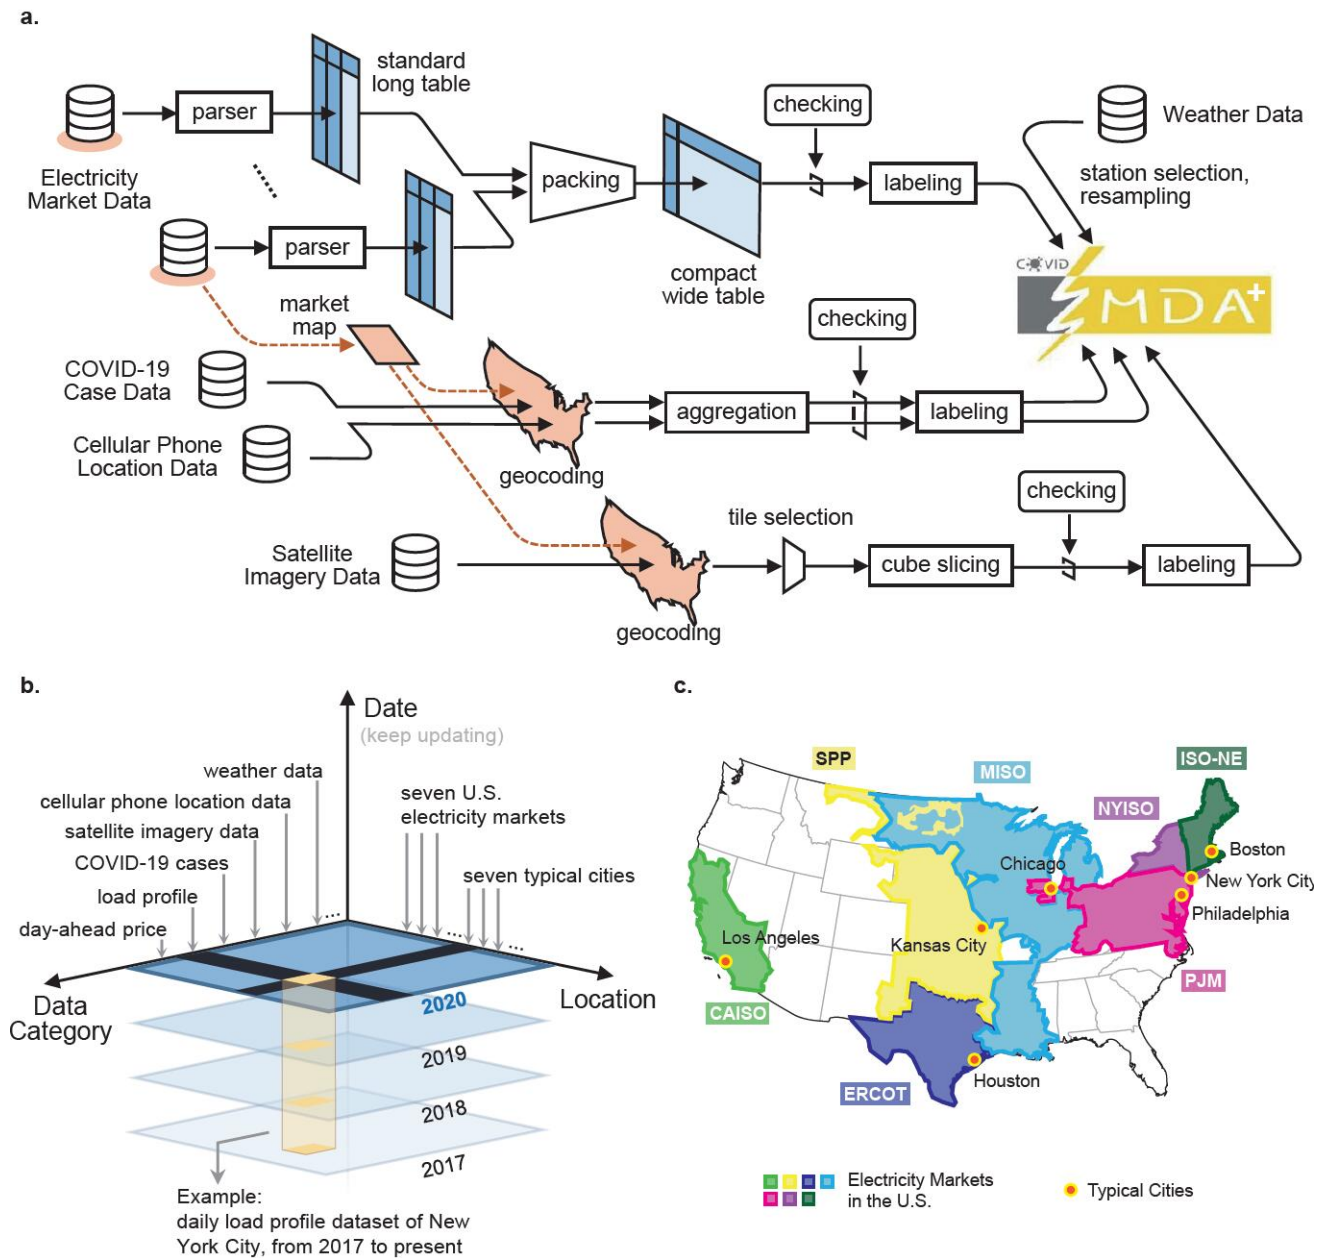 a.
standard
long table
checking
Weather Data
parser
packing
labeling
station selection,
resampling
Electricity
Market Data
parser
compact
wide table
COVID
EMDA+
market
map
checking
COVID-19
Case Data
aggregation
labeling
Cellular Phone
Location Data
geocoding
checking
tile selection
Satellite
Imagery Data
cube slicing
labeling
geocoding
b.
Date
(keep updating)
weather data
cellular phone location data
satellite imagery data
COVID-19 cases
load profile
day-ahead price
seven U.S.
electricity markets
seven typical cities
Data
Category
Location
2020
2019
2018
2017
Example:
daily load profile dataset of New
York City, from 2017 to present
c.
SPP
MISO
ISO-NE
NYISO
Boston
Chicago
New York City
Philadelphia
Los Angeles
Kansas City
PJM
CAISO
Houston
ERCOT
Electricity Markets
in the U.S.
Typical Cities